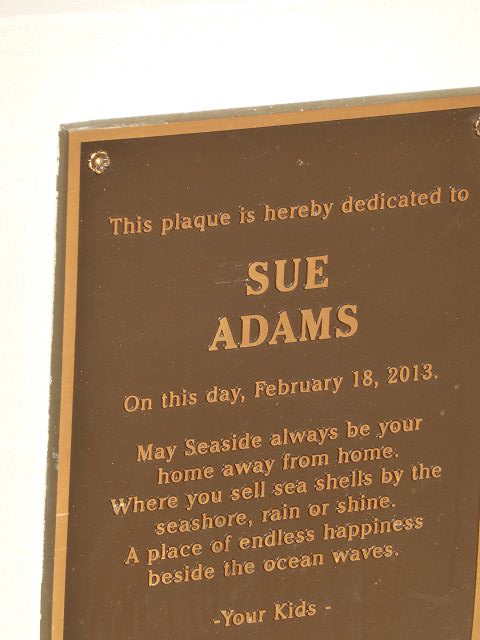 This plaque is hereby dedicated to
SUE
ADAMS
On this day, February 18, 2013.
May Seaside always be your
home away from home.
Where you sell sea shells by the
seashore, rain or shine.
A place of endless happiness
beside the ocean waves.
-Your Kids -